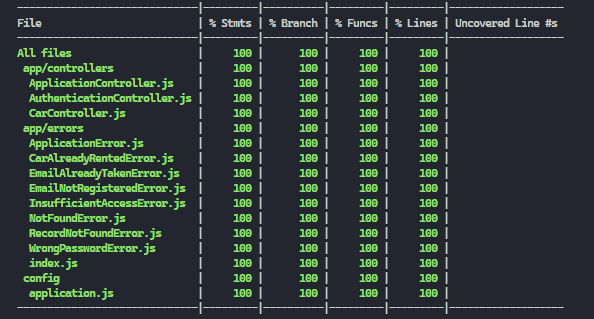 --------------------------------|---------|----------|---------|---------|-------------------
File                            | % Stmts | % Branch | % Funcs | % Lines | Uncovered Line #s
--------------------------------|---------|----------|---------|---------|-------------------
All files                       |     100 |      100 |     100 |     100 |
 app/controllers                |     100 |      100 |     100 |     100 |
  ApplicationController.js      |     100 |      100 |     100 |     100 |
  AuthenticationController.js   |     100 |      100 |     100 |     100 |
  CarController.js              |     100 |      100 |     100 |     100 |
 app/errors                     |     100 |      100 |     100 |     100 |
  ApplicationError.js           |     100 |      100 |     100 |     100 |
  CarAlreadyRentedError.js      |     100 |      100 |     100 |     100 |
  EmailAlreadyTakenError.js     |     100 |      100 |     100 |     100 |
  EmailNotRegisteredError.js    |     100 |      100 |     100 |     100 |
  InsufficientAccessError.js    |     100 |      100 |     100 |     100 |
  NotFoundError.js              |     100 |      100 |     100 |     100 |
  RecordNotFoundError.js        |     100 |      100 |     100 |     100 |
  WrongPasswordError.js         |     100 |      100 |     100 |     100 |
  index.js                      |     100 |      100 |     100 |     100 |
 config                         |     100 |      100 |     100 |     100 |
  application.js                |     100 |      100 |     100 |     100 |
--------------------------------|---------|----------|---------|---------|-------------------